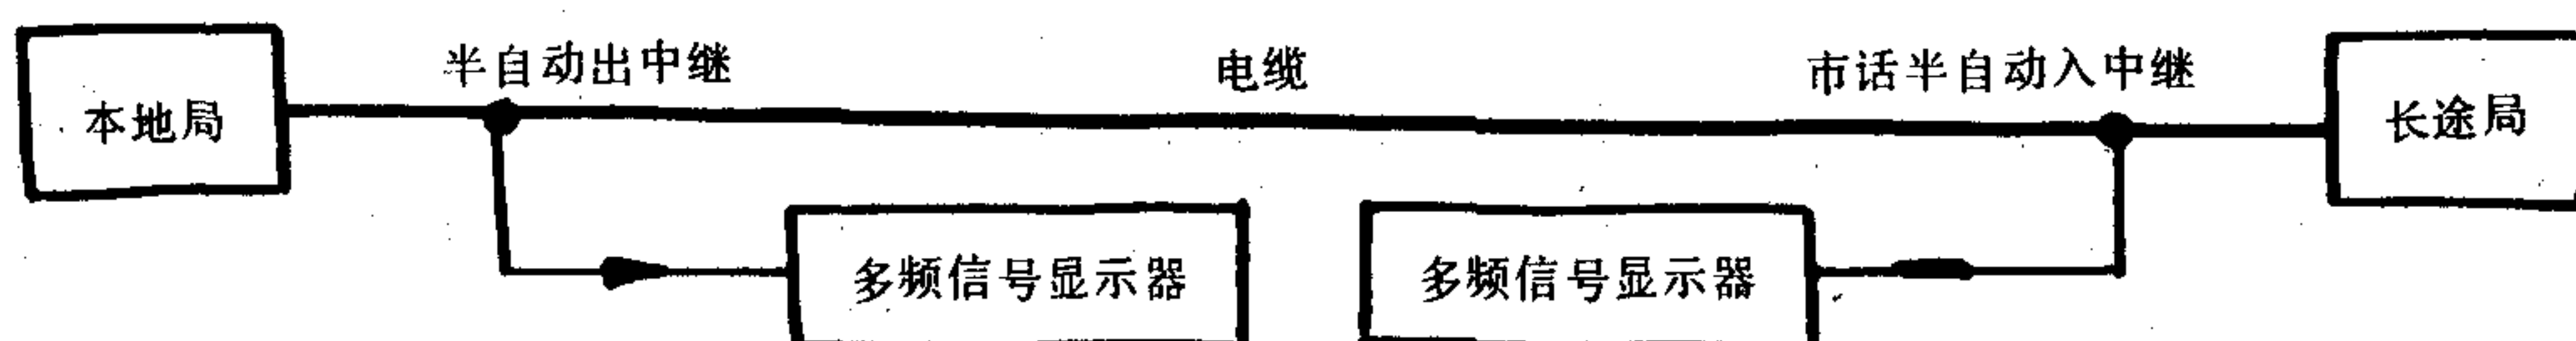 半自动出中继
电缆
市话半自动入中继
本地局
长途局
多频信号显示器
多频信号显示器